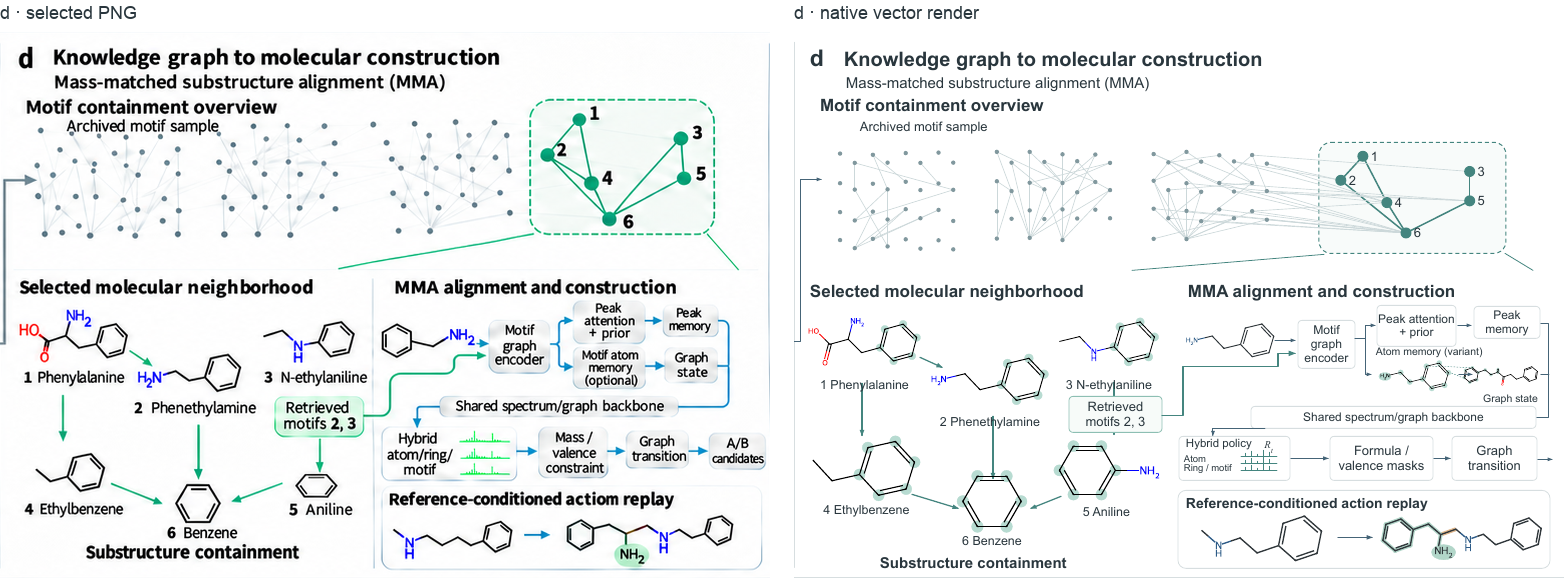 d · selected PNG
d Knowledge graph to molecular construction
Mass-matched substructure alignment (MMA)
Motif containment overview
Archived motif sample
1
2
3
4
5
6
Selected molecular neighborhood
NH2
HO
O
1 Phenylalanine
H2N
2 Phenethylamine
N
H
3 N-ethylaniline
Retrieved
motifs 2, 3
4 Ethylbenzene
5 Aniline
6 Benzene
Substructure containment
MMA alignment and construction
NH2
Motif
graph
encoder
Peak
attention
+ prior
Peak
memory
Motif atom
memory
(optional)
Graph
state
Shared spectrum/graph backbone
Hybrid
atom/ring/
motif
Mass /
valence
constraint
Graph
transition
A/B
candidates
Reference-conditioned actiom replay
N
H
NH2
N
H
d · native vector render
d Knowledge graph to molecular construction
Mass-matched substructure alignment (MMA)
Motif containment overview
Archived motif sample
1
2
3
4
5
6
Selected molecular neighborhood
NH2
HO
O
1 Phenylalanine
H2N
2 Phenethylamine
N
H
3 N-ethylaniline
Retrieved
motifs 2, 3
4 Ethylbenzene
NH2
5 Aniline
6 Benzene
Substructure containment
MMA alignment and construction
H2N
Motif
graph
encoder
Peak attention
+ prior
Peak
memory
Atom memory (variant)
Graph state
Shared spectrum/graph backbone
Hybrid policy
R
Atom
Ring / motif
Formula /
valence masks
Graph
transition
Reference-conditioned action replay
N
H
NH2
N
H